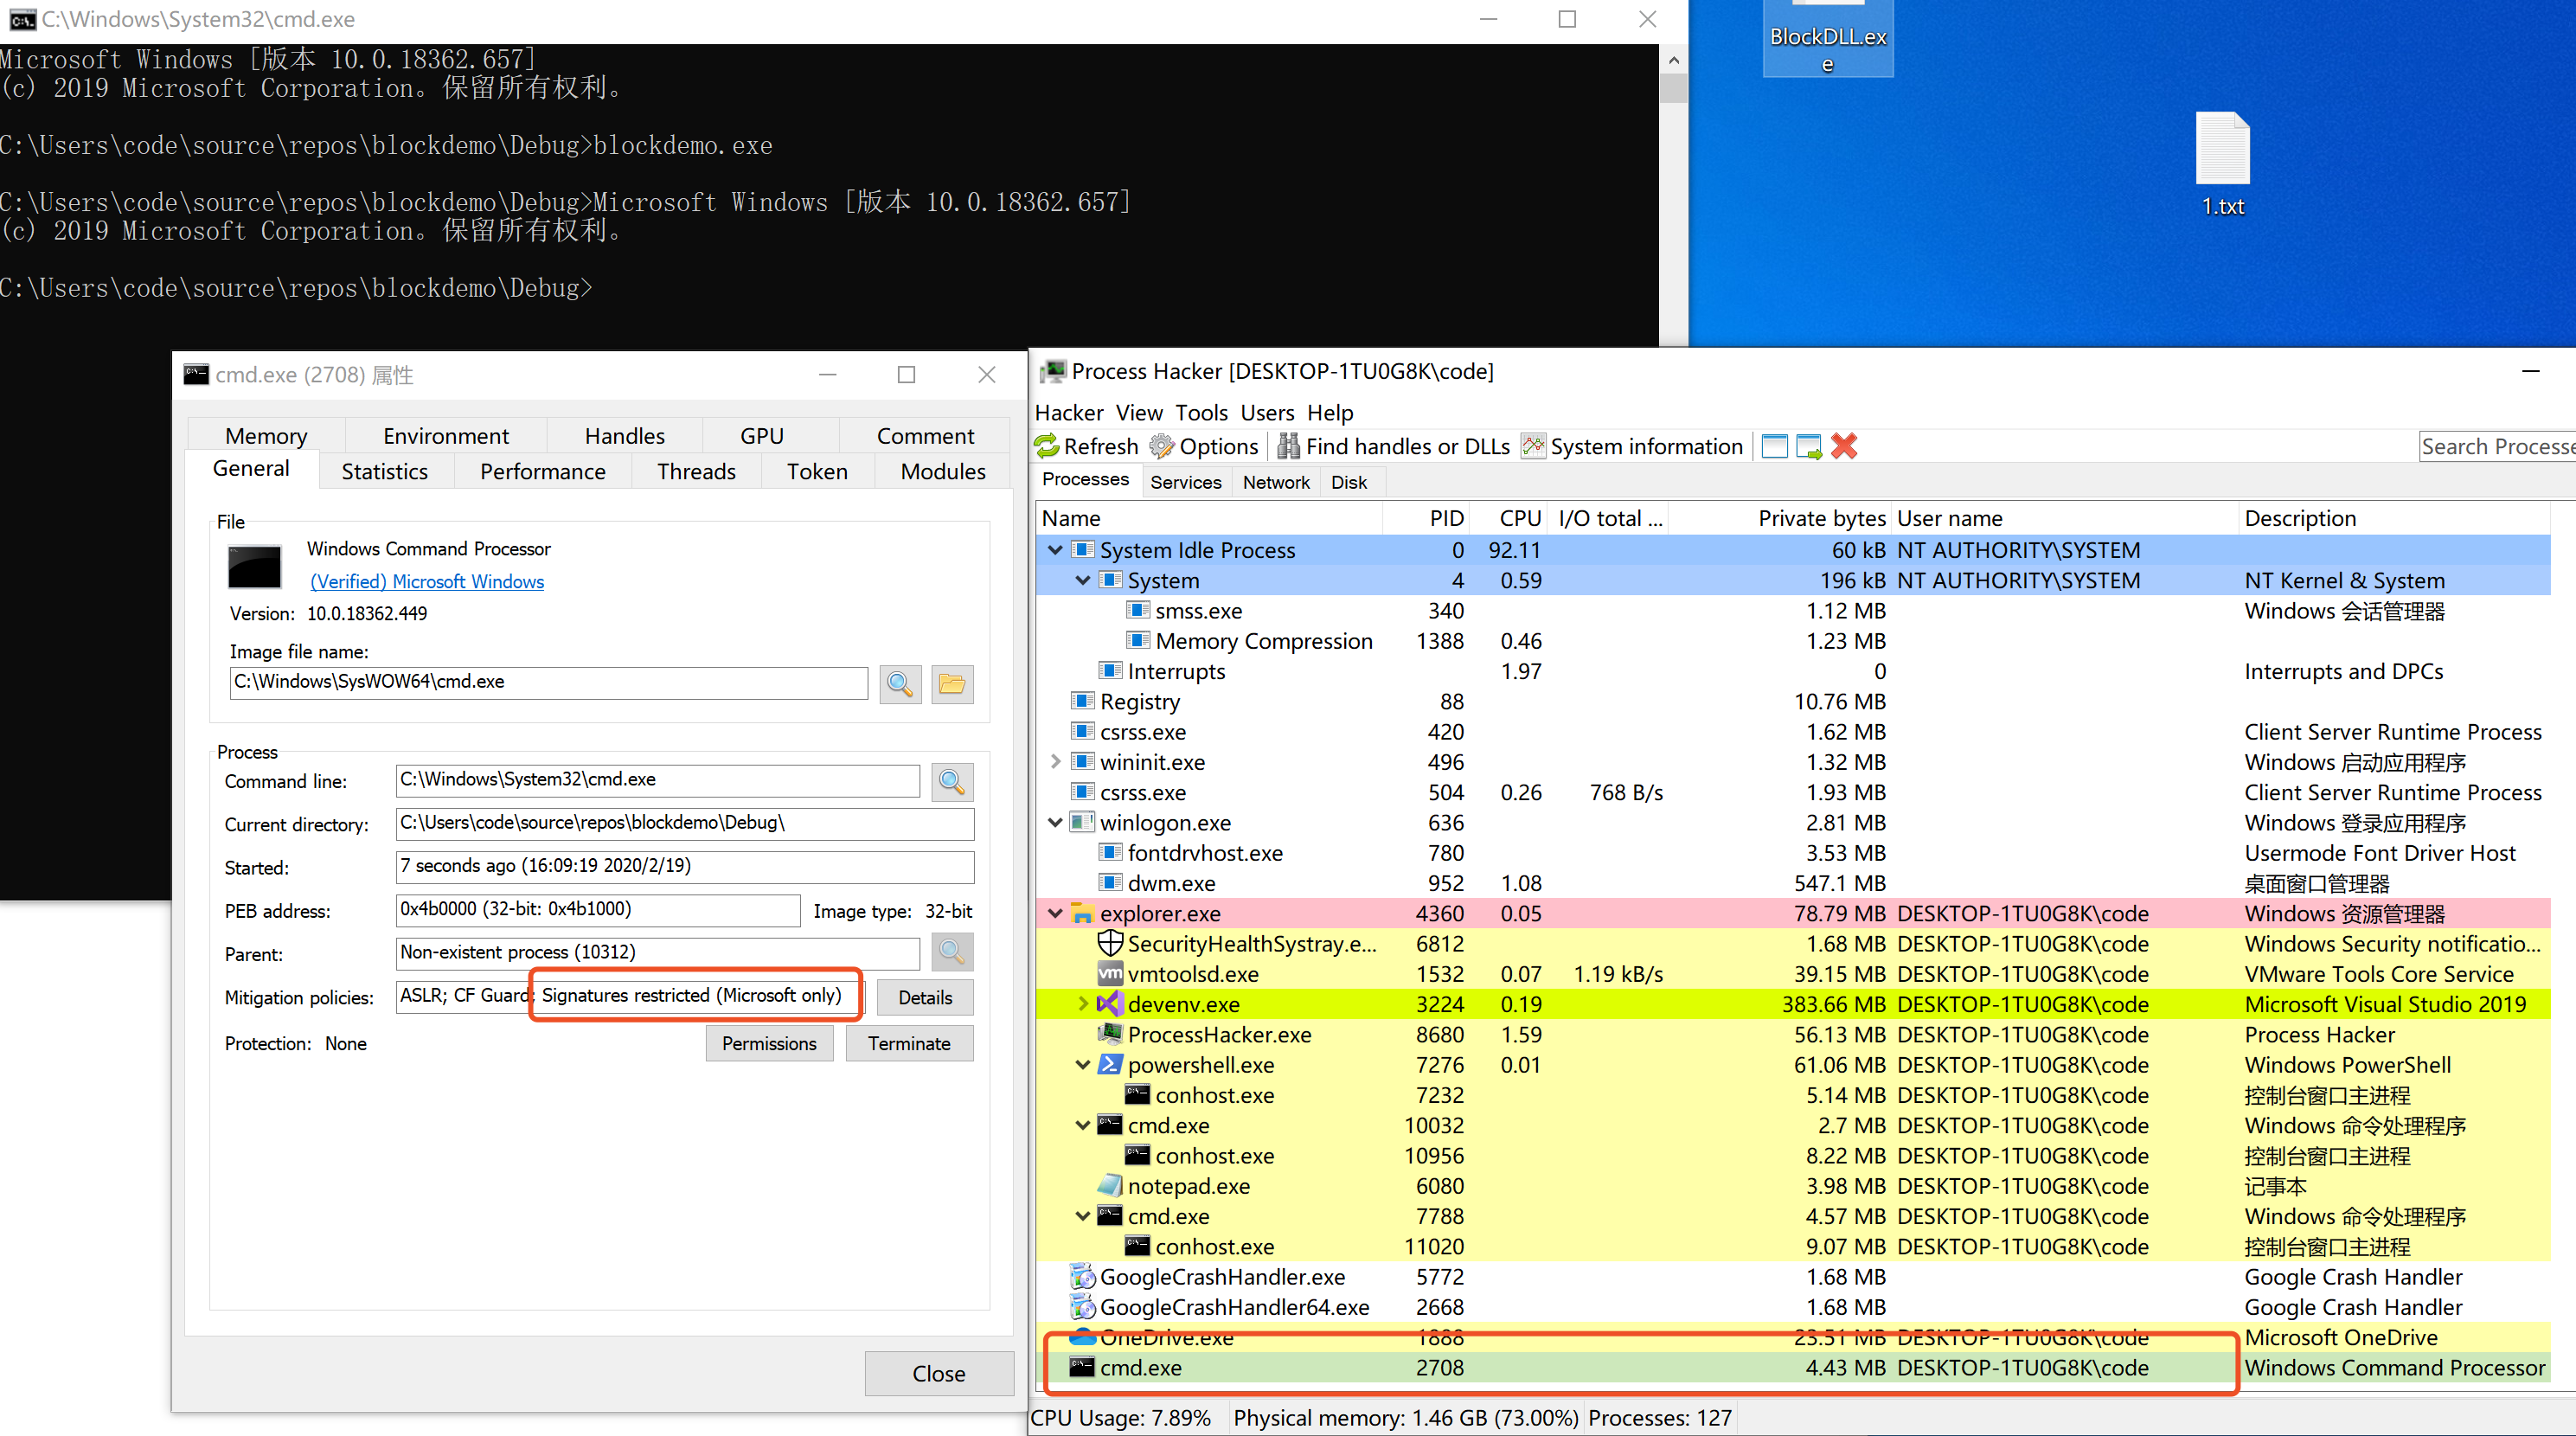 C:\Windows\System32\cmd.exe
Microsoft Windows [版本 10.0.18362.657]
(c) 2019 Microsoft Corporation。保留所有权利。
C:\Users\code\source\repos\blockdemo\Debug>blockdemo.exe
C:\Users\code\source\repos\blockdemo\Debug>Microsoft Windows [版本 10.0.18362.657]
(c) 2019 Microsoft Corporation。保留所有权利。
C:\Users\code\source\repos\blockdemo\Debug>
BlockDLL.ex
e
1.txt
cmd.exe (2708) 属性
Memory Environment Handles GPU Comment
General Statistics Performance Threads Token Modules
File
Windows Command Processor
(Verified) Microsoft Windows
Version: 10.0.18362.449
Image file name:
C:\Windows\SysWOW64\cmd.exe
Process
Command line: C:\Windows\System32\cmd.exe
Current directory: C:\Users\code\source\repos\blockdemo\Debug\
Started: 7 seconds ago (16:09:19 2020/2/19)
PEB address: 0x4b0000 (32-bit: 0x4b1000) Image type: 32-bit
Parent: Non-existent process (10312)
Mitigation policies: ASLR; CF Guard; Signatures restricted (Microsoft only) Details
Protection: None Permissions Terminate
Close
Process Hacker [DESKTOP-1TU0G8K\code]
Hacker View Tools Users Help
Refresh Options Find handles or DLLs System information Search Processe
Processes Services Network Disk
Name PID CPU I/O total ... Private bytes User name Description
System Idle Process 0 92.11 60 kB NT AUTHORITY\SYSTEM
System 4 0.59 196 kB NT AUTHORITY\SYSTEM NT Kernel & System
smss.exe 340 1.12 MB Windows 会话管理器
Memory Compression 1388 0.46 1.23 MB
Interrupts 1.97 0 Interrupts and DPCs
Registry 88 10.76 MB
csrss.exe 420 1.62 MB Client Server Runtime Process
wininit.exe 496 1.32 MB Windows 启动应用程序
csrss.exe 504 0.26 768 B/s 1.93 MB Client Server Runtime Process
winlogon.exe 636 2.81 MB Windows 登录应用程序
fontdrvhost.exe 780 3.53 MB Usermode Font Driver Host
dwm.exe 952 1.08 547.1 MB 桌面窗口管理器
explorer.exe 4360 0.05 78.79 MB DESKTOP-1TU0G8K\code Windows 资源管理器
SecurityHealthSystray.e... 6812 1.68 MB DESKTOP-1TU0G8K\code Windows Security notificatio...
vmtoolsd.exe 1532 0.07 1.19 kB/s 39.15 MB DESKTOP-1TU0G8K\code VMware Tools Core Service
devenv.exe 3224 0.19 383.66 MB DESKTOP-1TU0G8K\code Microsoft Visual Studio 2019
ProcessHacker.exe 8680 1.59 56.13 MB DESKTOP-1TU0G8K\code Process Hacker
powershell.exe 7276 0.01 61.06 MB DESKTOP-1TU0G8K\code Windows PowerShell
conhost.exe 7232 5.14 MB DESKTOP-1TU0G8K\code 控制台窗口主进程
cmd.exe 10032 2.7 MB DESKTOP-1TU0G8K\code Windows 命令处理程序
conhost.exe 10956 8.22 MB DESKTOP-1TU0G8K\code 控制台窗口主进程
notepad.exe 6080 3.98 MB DESKTOP-1TU0G8K\code 记事本
cmd.exe 7788 4.57 MB DESKTOP-1TU0G8K\code Windows 命令处理程序
conhost.exe 11020 9.07 MB DESKTOP-1TU0G8K\code 控制台窗口主进程
GoogleCrashHandler.exe 5772 1.68 MB Google Crash Handler
GoogleCrashHandler64.exe 2668 1.68 MB Google Crash Handler
OneDrive.exe 1888 23.51 MB DESKTOP-1TU0G8K\code Microsoft OneDrive
cmd.exe 2708 4.43 MB DESKTOP-1TU0G8K\code Windows Command Processor
CPU Usage: 7.89% Physical memory: 1.46 GB (73.00%) Processes: 127